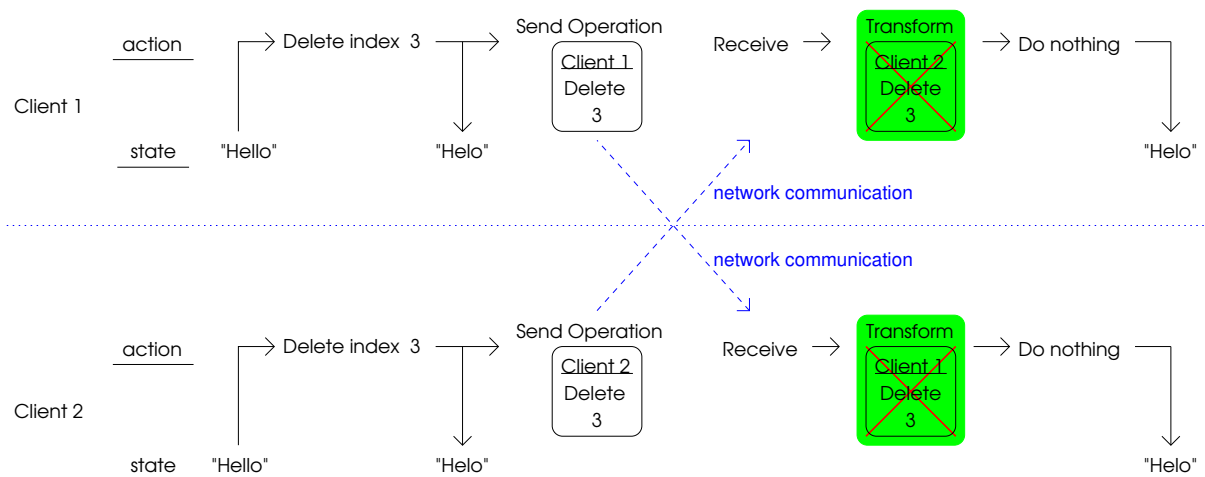 Send Operation
Transform
action
Delete index 3
Receive
Do nothing
Client 1
Delete
3
Client 2
Delete
3
Client 1
state
"Hello"
"Helo"
"Helo"
network communication
network communication
Send Operation
Transform
action
Delete index 3
Receive
Do nothing
Client 2
Delete
3
Client 1
Delete
3
Client 2
state
"Hello"
"Helo"
"Helo"